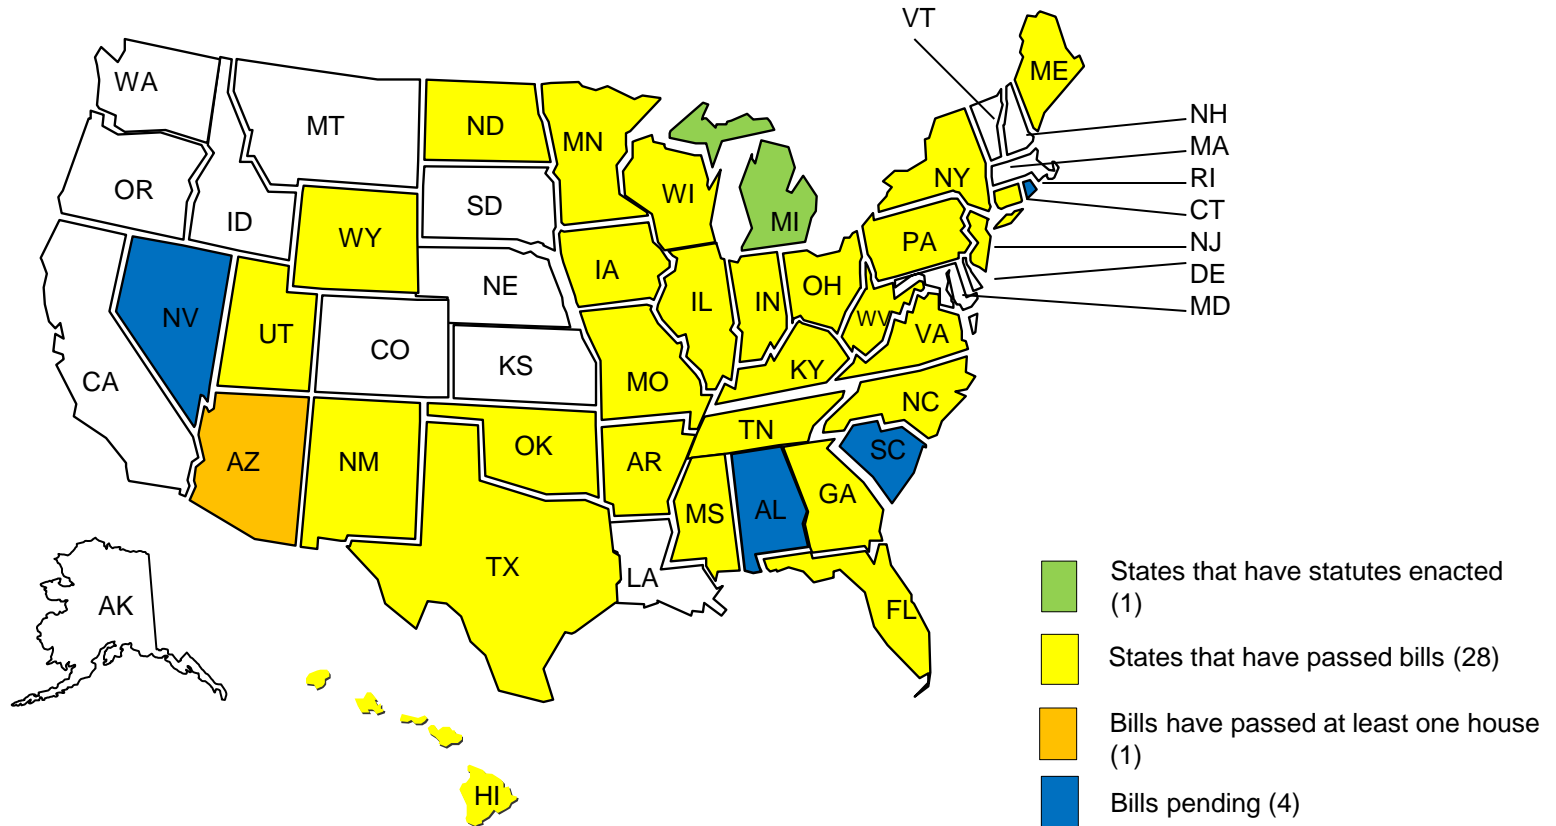 VT
ME
WA
MT
ND
MN
NH
MA
OR
ID
SD
WI
MI
NY
RI
CT
WY
PA
NJ
IA
DE
NE
OH
MD
NV
UT
IL
IN
WV
VA
CO
KS
CA
MO
KY
NC
TN
AZ
NM
OK
AR
SC
MS
AL
GA
TX
LA
FL
AK
HI
States that have statutes enacted
(1)
States that have passed bills (28)
Bills have passed at least one house
(1)
Bills pending (4)